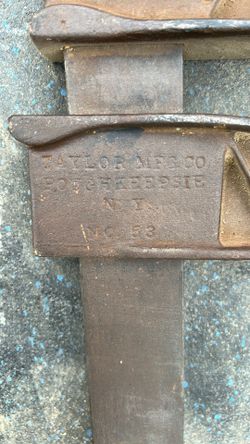 TAYLOR MFG CO
POUGHKEEPSIE
N.Y.
NO. 53